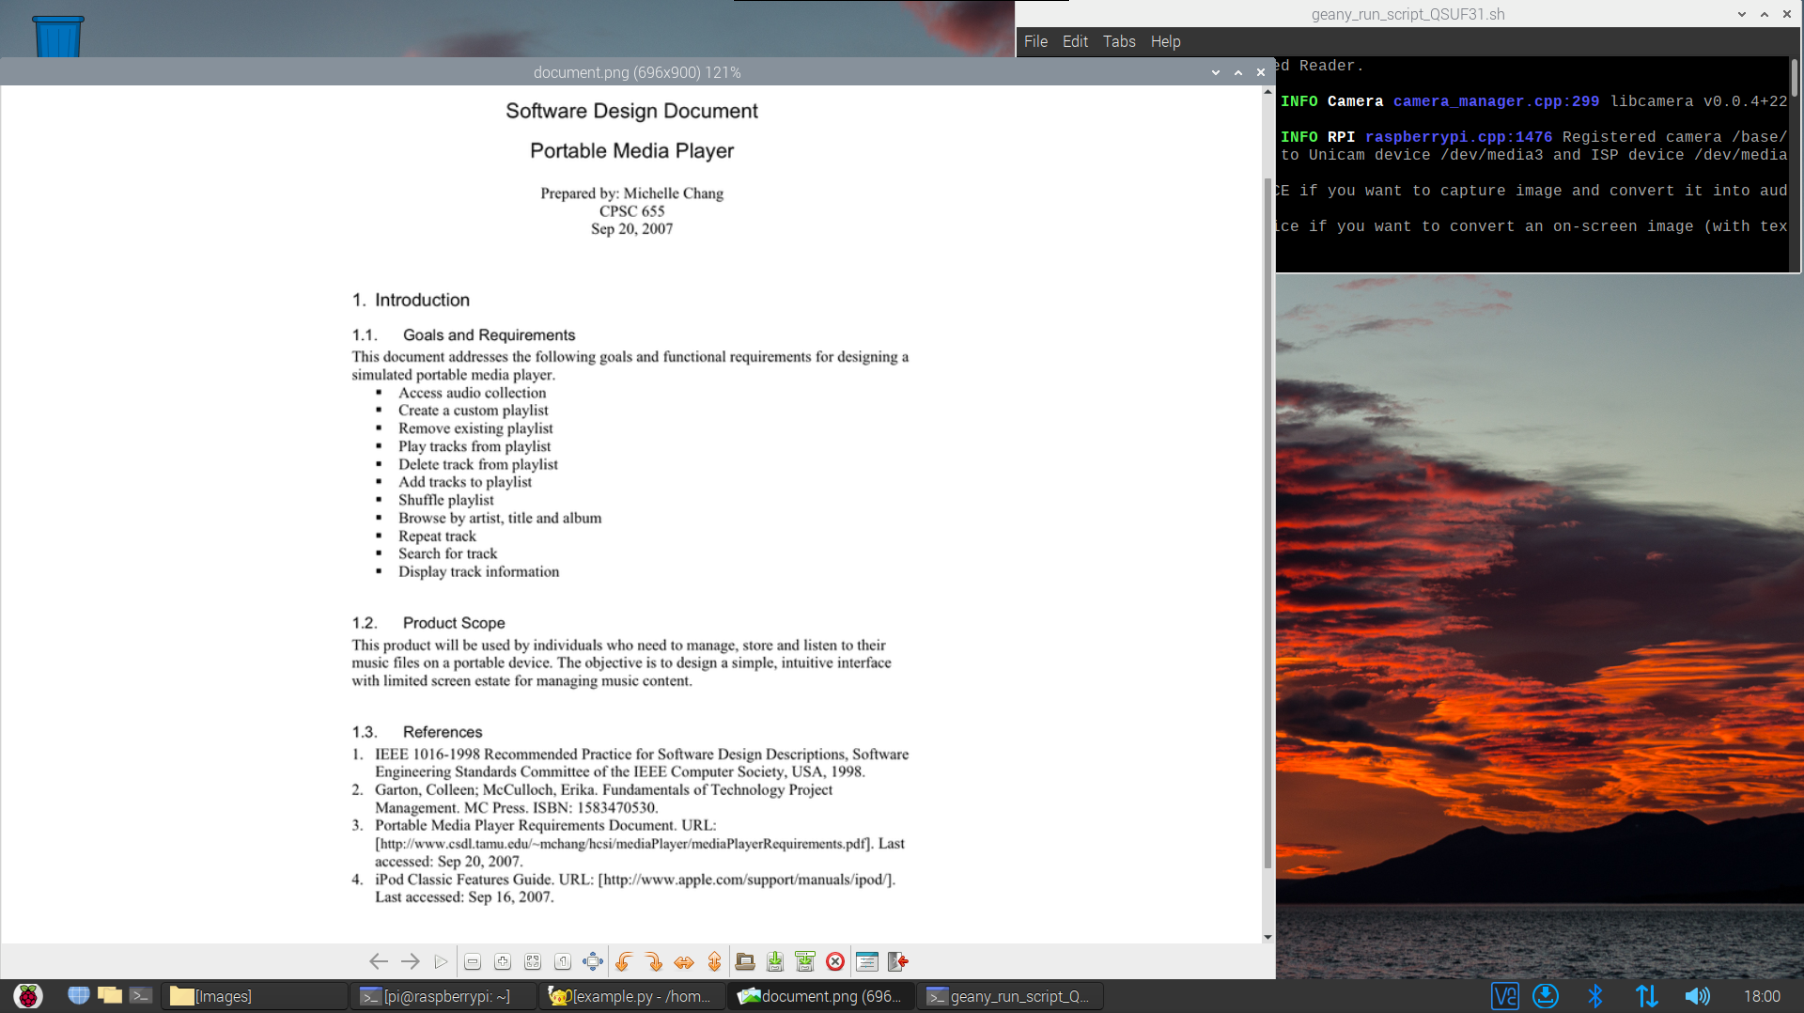 geany_run_script_QSUF31.sh
File Edit Tabs Help
document.png (696x900) 121%
ed Reader.
INFO Camera camera_manager.cpp:299 libcamera v0.0.4+22
INFO RPI raspberrypi.cpp:1476 Registered camera /base/
to Unicam device /dev/media3 and ISP device /dev/media
CE if you want to capture image and convert it into aud
ice if you want to convert an on-screen image (with tex
Software Design Document
Portable Media Player
Prepared by: Michelle Chang
CPSC 655
Sep 20, 2007
1. Introduction
1.1. Goals and Requirements
This document addresses the following goals and functional requirements for designing a
simulated portable media player.
▪ Access audio collection
▪ Create a custom playlist
▪ Remove existing playlist
▪ Play tracks from playlist
▪ Delete track from playlist
▪ Add tracks to playlist
▪ Shuffle playlist
▪ Browse by artist, title and album
▪ Repeat track
▪ Search for track
▪ Display track information
1.2. Product Scope
This product will be used by individuals who need to manage, store and listen to their
music files on a portable device. The objective is to design a simple, intuitive interface
with limited screen estate for managing music content.
1.3. References
1. IEEE 1016-1998 Recommended Practice for Software Design Descriptions, Software
Engineering Standards Committee of the IEEE Computer Society, USA, 1998.
2. Garton, Colleen; McCulloch, Erika. Fundamentals of Technology Project
Management. MC Press. ISBN: 1583470530.
3. Portable Media Player Requirements Document. URL:
[http://www.csdl.tamu.edu/~mchang/hcsi/mediaPlayer/mediaPlayerRequirements.pdf]. Last
accessed: Sep 20, 2007.
4. iPod Classic Features Guide. URL: [http://www.apple.com/support/manuals/ipod/].
Last accessed: Sep 16, 2007.
[Images] [pi@raspberrypi: ~] [example.py - /hom... document.png (696... geany_run_script_Q... 18:00